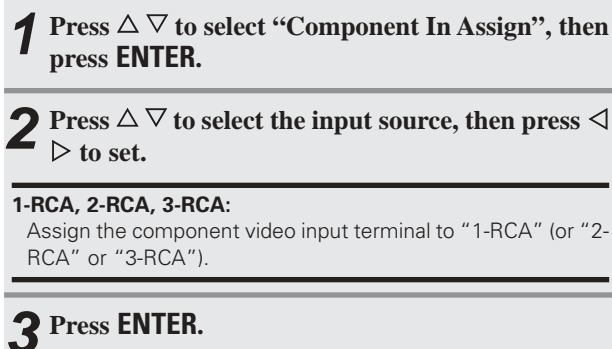 1 Press △ ▽ to select “Component In Assign”, then
press ENTER.
2 Press △ ▽ to select the input source, then press ◁
▷ to set.
1-RCA, 2-RCA, 3-RCA:
Assign the component video input terminal to “1-RCA” (or “2-
RCA” or “3-RCA”).
3 Press ENTER.